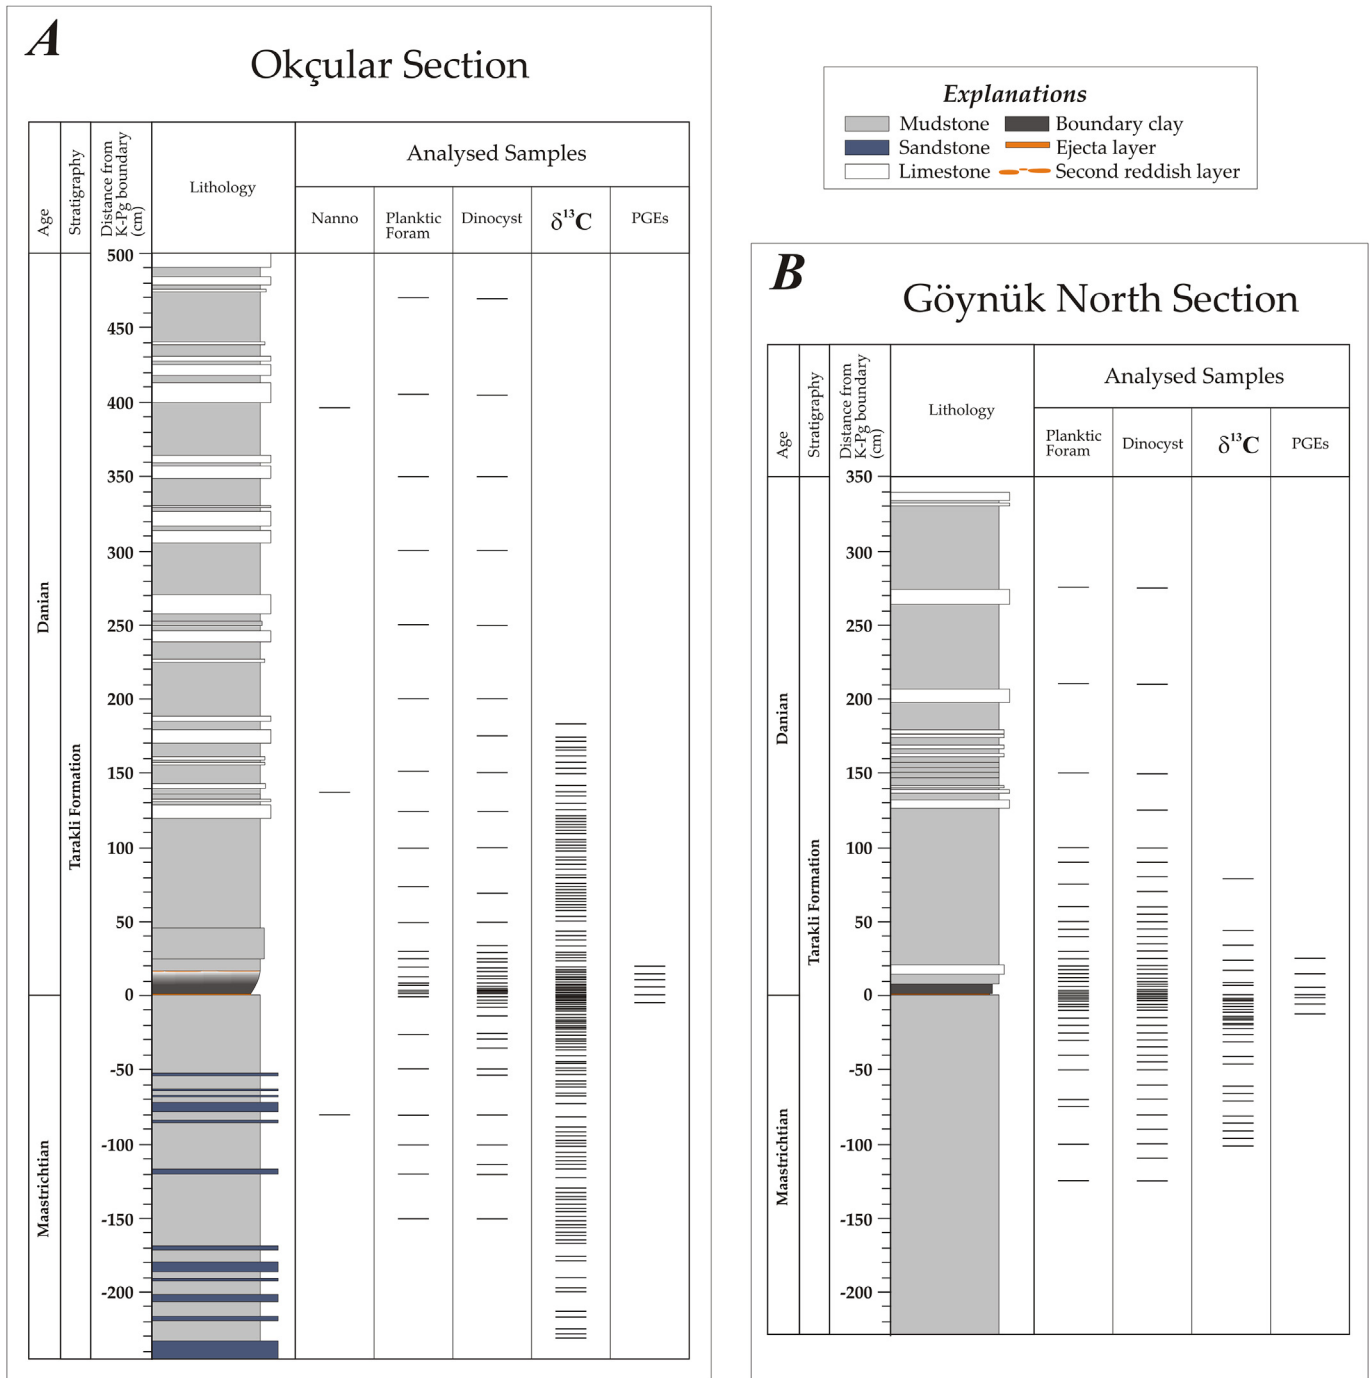 A
Okçular Section
Age
Stratigraphy
Distance from
K-Pg boundary
(cm)
Lithology
Analysed Samples
Nanno
Planktic
Foram
Dinocyst
δ¹³C
PGEs
500
450
400
350
300
250
200
150
100
50
0
-50
-100
-150
-200
Danian
Maastrichtian
Tarakli Formation
Explanations
Mudstone
Boundary clay
Sandstone
Ejecta layer
Limestone
Second reddish layer
B
Göynük North Section
Age
Stratigraphy
Distance from
K-Pg boundary
(cm)
Lithology
Analysed Samples
Planktic
Foram
Dinocyst
δ¹³C
PGEs
350
300
250
200
150
100
50
0
-50
-100
-150
-200
Danian
Maastrichtian
Tarakli Formation